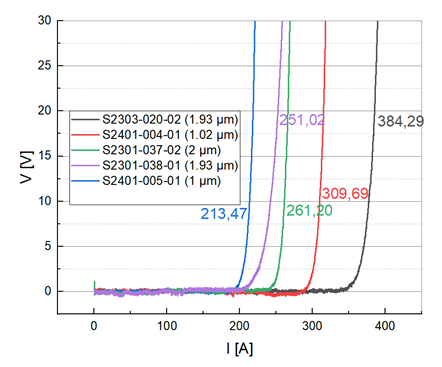 30
25
20
15
10
5
0
V [V]
S2303-020-02 (1.93 µm)
S2401-004-01 (1.02 µm)
S2301-037-02 (2 µm)
S2301-038-01 (1.93 µm)
S2401-005-01 (1 µm)
251,02
384,29
309,69
213,47
261,20
0
100
200
300
400
I [A]